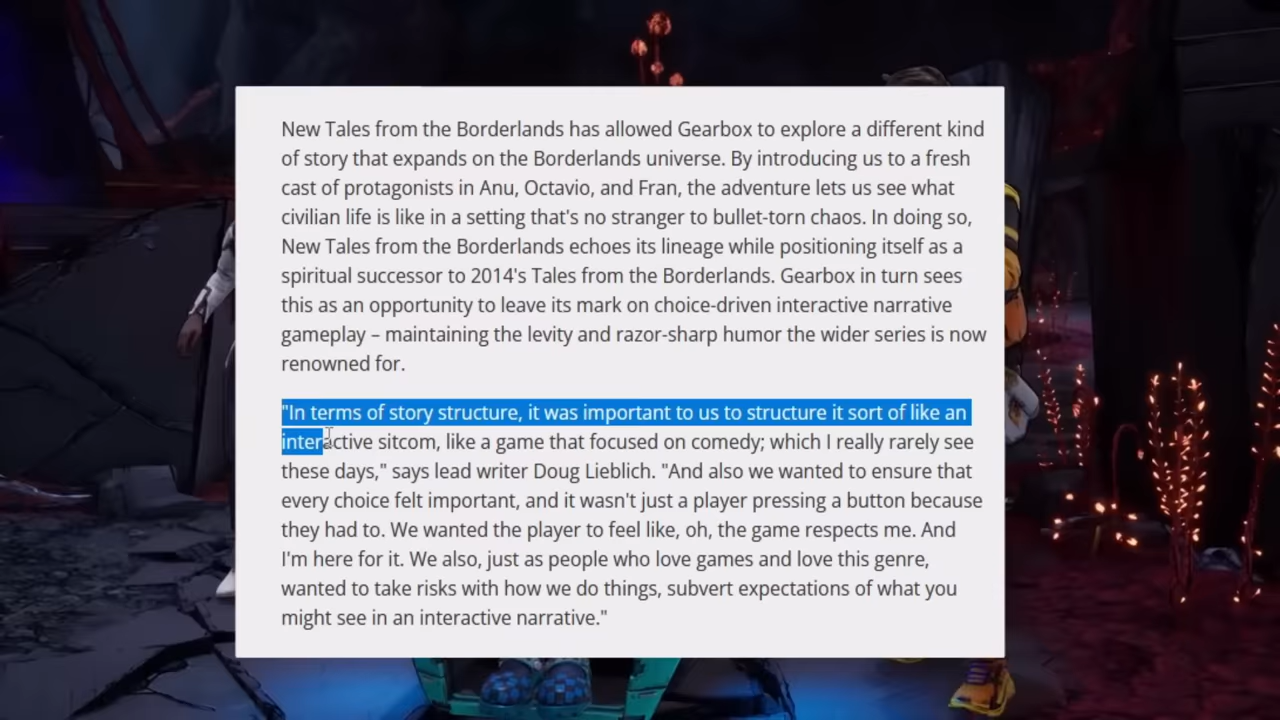 New Tales from the Borderlands has allowed Gearbox to explore a different kind
of story that expands on the Borderlands universe. By introducing us to a fresh
cast of protagonists in Anu, Octavio, and Fran, the adventure lets us see what
civilian life is like in a setting that's no stranger to bullet-torn chaos. In doing so,
New Tales from the Borderlands echoes its lineage while positioning itself as a
spiritual successor to 2014's Tales from the Borderlands. Gearbox in turn sees
this as an opportunity to leave its mark on choice-driven interactive narrative
gameplay – maintaining the levity and razor-sharp humor the wider series is now
renowned for.
"In terms of story structure, it was important to us to structure it sort of like an
interactive sitcom, like a game that focused on comedy; which I really rarely see
these days," says lead writer Doug Lieblich. "And also we wanted to ensure that
every choice felt important, and it wasn't just a player pressing a button because
they had to. We wanted the player to feel like, oh, the game respects me. And
I'm here for it. We also, just as people who love games and love this genre,
wanted to take risks with how we do things, subvert expectations of what you
might see in an interactive narrative."